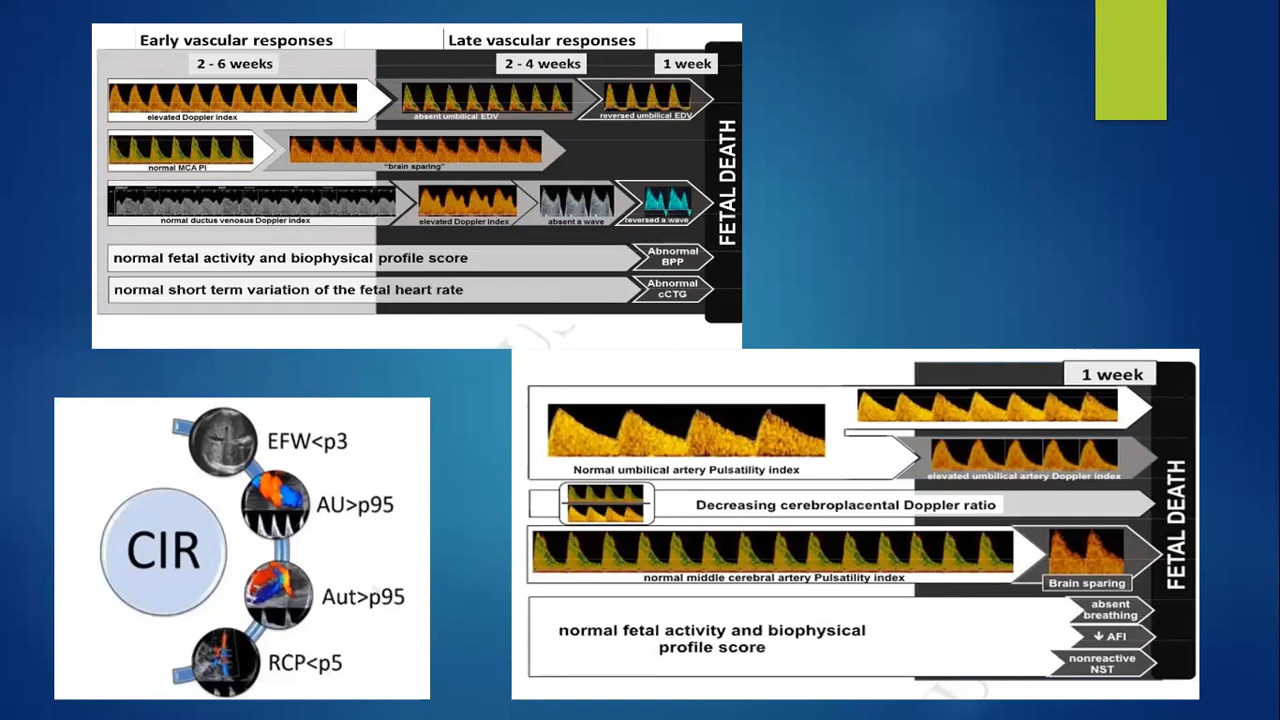 Early vascular responses
Late vascular responses
2 - 6 weeks
2 - 4 weeks
1 week
elevated Doppler index
absent umbilical EDV
reversed umbilical EDV
normal MCA PI
"brain sparing"
normal ductus venosus Doppler index
elevated Doppler index
absent a wave
reversed a wave
normal fetal activity and biophysical profile score
Abnormal
BPP
normal short term variation of the fetal heart rate
Abnormal
cCTG
FETAL DEATH
CIR
EFW<p3
AU>p95
Aut>p95
RCP<p5
1 week
Normal umbilical artery Pulsatility index
elevated umbilical artery Doppler index
Decreasing cerebroplacental Doppler ratio
normal middle cerebral artery Pulsatility index
Brain sparing
normal fetal activity and biophysical
profile score
absent
breathing
↓ AFI
nonreactive
NST
FETAL DEATH